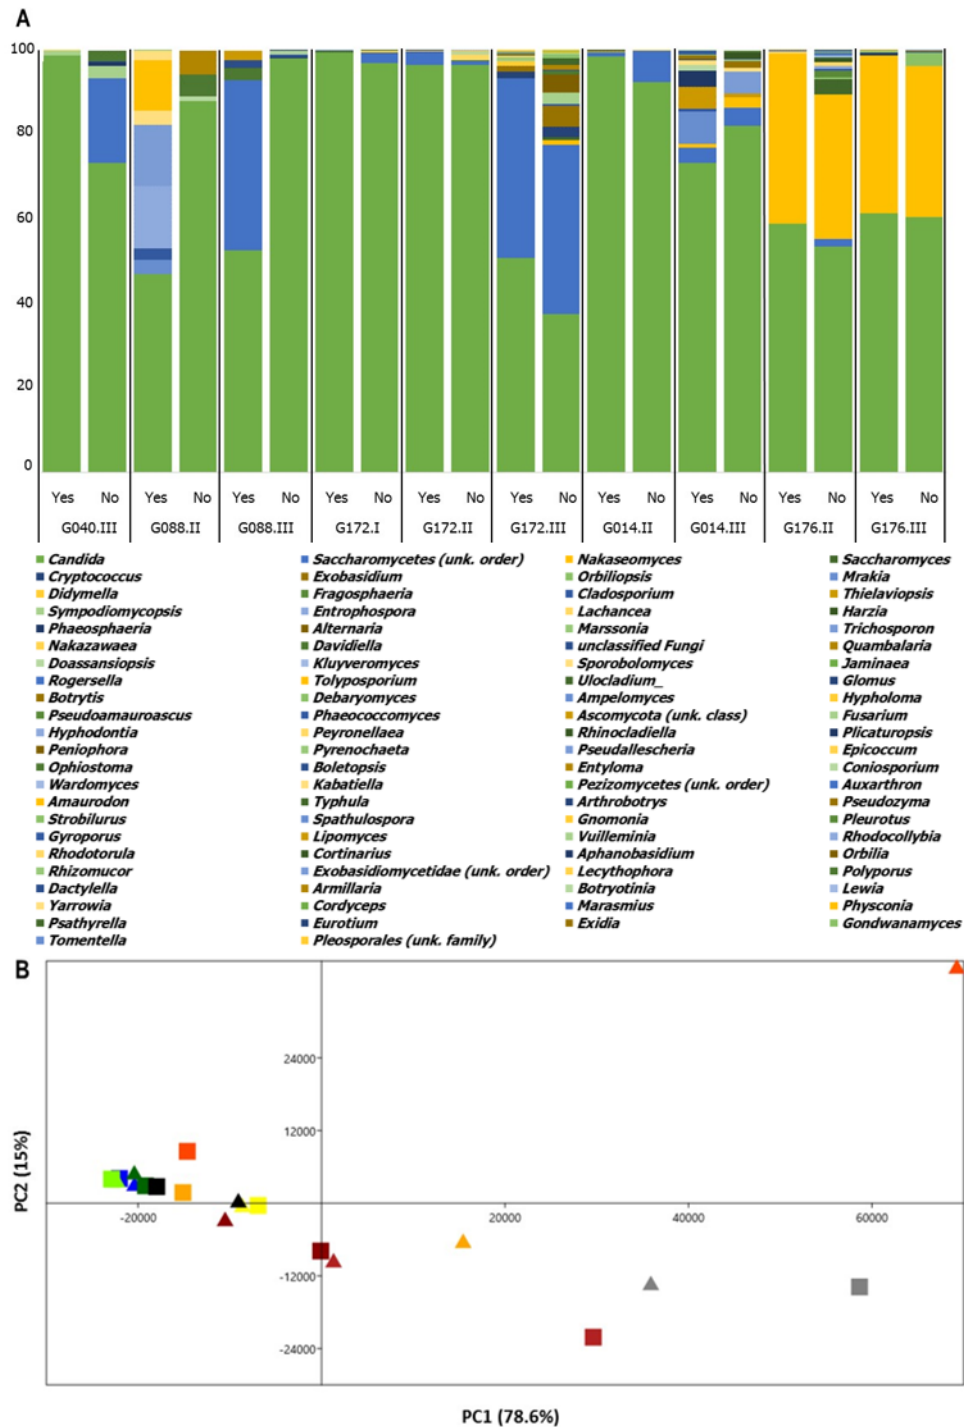 A
100
80
60
40
20
0
Yes No Yes No Yes No Yes No Yes No Yes No Yes No Yes No Yes No Yes No
G040.III G088.II G088.III G172.I G172.II G172.III G014.II G014.III G176.II G176.III
Candida Saccharomycetes (unk. order) Nakaseomyces Saccharomyces
Cryptococcus Exobasidium Orbiliopsis Mrakia
Didymella Fragosphaeria Cladosporium Thielaviopsis
Sympodiomycopsis Entrophospora Lachancea Harzia
Phaeosphaeria Alternaria Marssonia Trichosporon
Nakazawaea Davidiella unclassified Fungi Quambalaria
Doassansiopsis Kluyveromyces Sporobolomyces Jaminaea
Rogersella Tolyposporium Ulocladium_ Glomus
Botrytis Debaryomyces Ampelomyces Hypholoma
Pseudoamauroascus Phaeococcomyces Ascomycota (unk. class) Fusarium
Hyphodontia Peyronellaea Rhinocladiella Plicaturopsis
Peniophora Pyrenochaeta Pseudallescheria Epicoccum
Ophiostoma Boletopsis Entyloma Coniosporium
Wardomyces Kabatiella Pezizomycetes (unk. order) Auxarthron
Amaurodon Typhula Arthrobotrys Pseudozyma
Strobilurus Spathulospora Gnomonia Pleurotus
Gyroporus Lipomyces Vuilleminia Rhodocollybia
Rhodotorula Cortinarius Aphanobasidium Orbilia
Rhizomucor Exobasidiomycetidae (unk. order) Lecythophora Polyporus
Dactylella Armillaria Botryotinia Lewia
Yarrowia Cordyceps Marasmius Physconia
Psathyrella Eurotium Exidia Gondwanamyces
Tomentella Pleosporales (unk. family)
B
24000
12000
-20000 20000 40000 60000
-12000
-24000
PC2 (15%)
PC1 (78.6%)